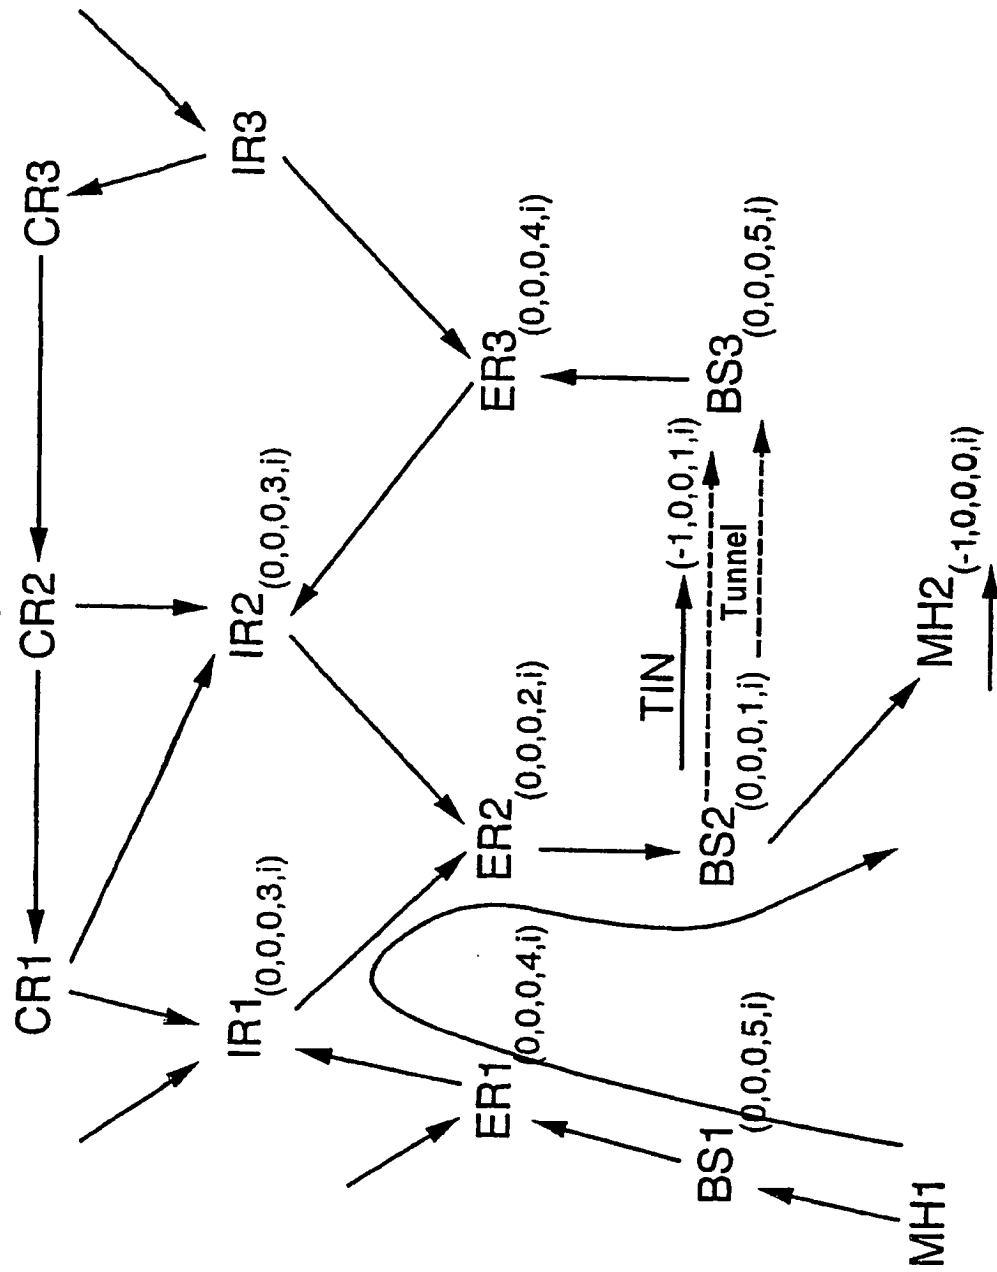 CR1
CR2
CR3
IR1(0,0,0,3,i)
IR2(0,0,0,3,i)
IR3
ER1(0,0,0,4,i)
ER2(0,0,0,2,i)
ER3(0,0,0,4,i)
TIN
(-1,0,0,1,i)
Tunnel
BS1(0,0,0,5,i)
BS2(0,0,0,1,i)
BS3(0,0,0,5,i)
MH1
MH2(-1,0,0,0,i)